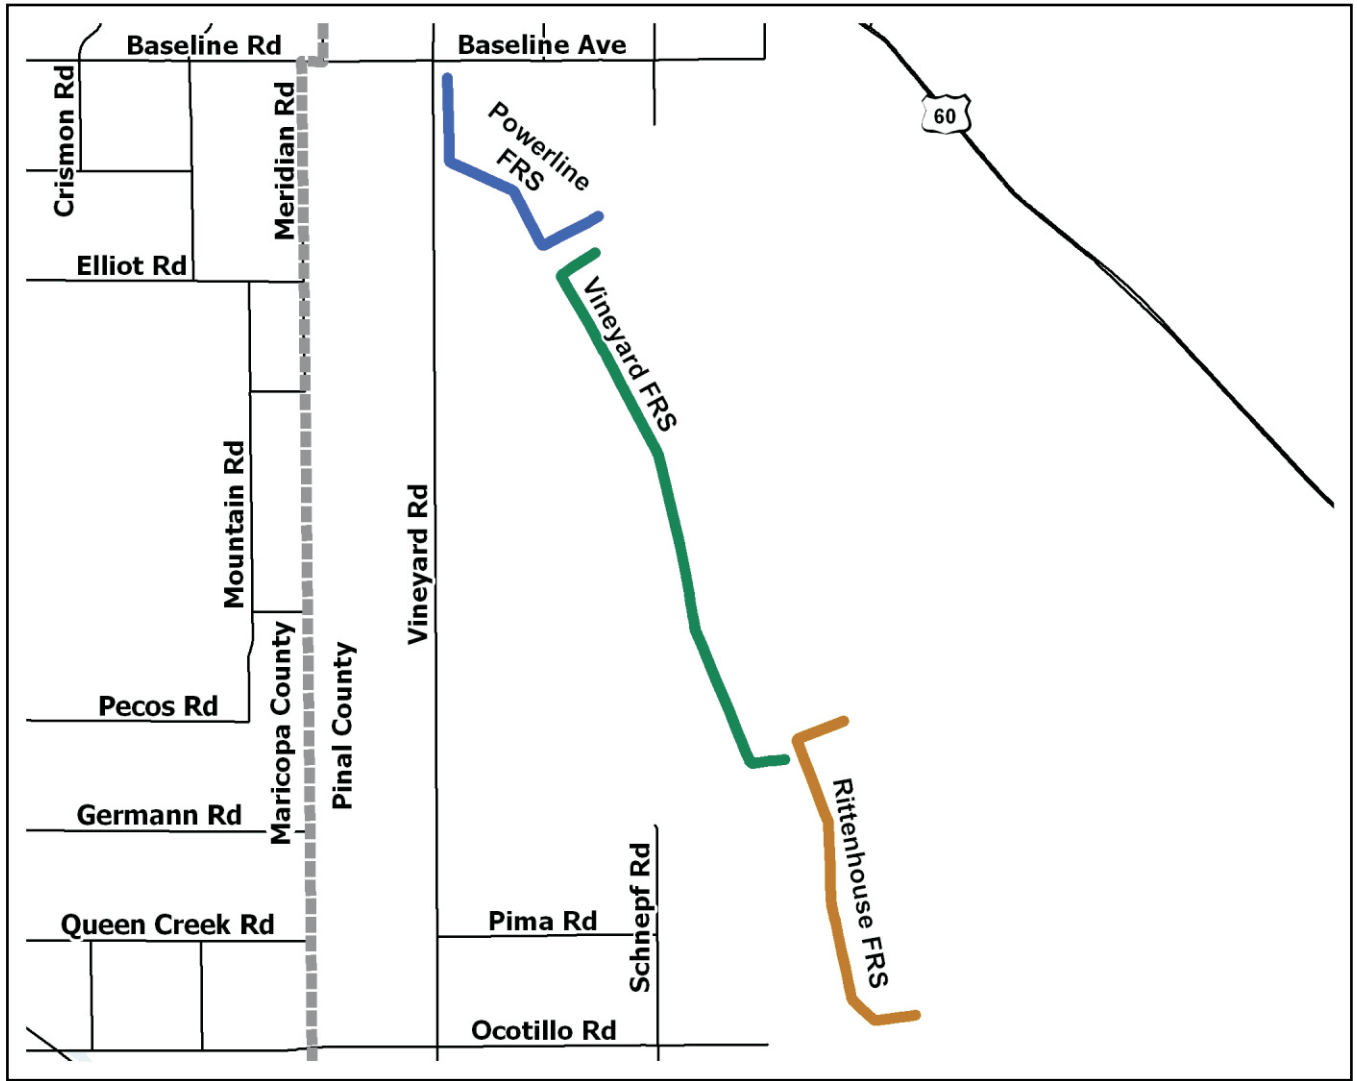 Baseline Rd
Baseline Ave
Crismon Rd
Meridian Rd
60
Powerline
FRS
Elliot Rd
Vineyard FRS
Mountain Rd
Vineyard Rd
Maricopa County
Pinal County
Pecos Rd
Germann Rd
Rittenhouse FRS
Schnepf Rd
Queen Creek Rd
Pima Rd
Ocotillo Rd